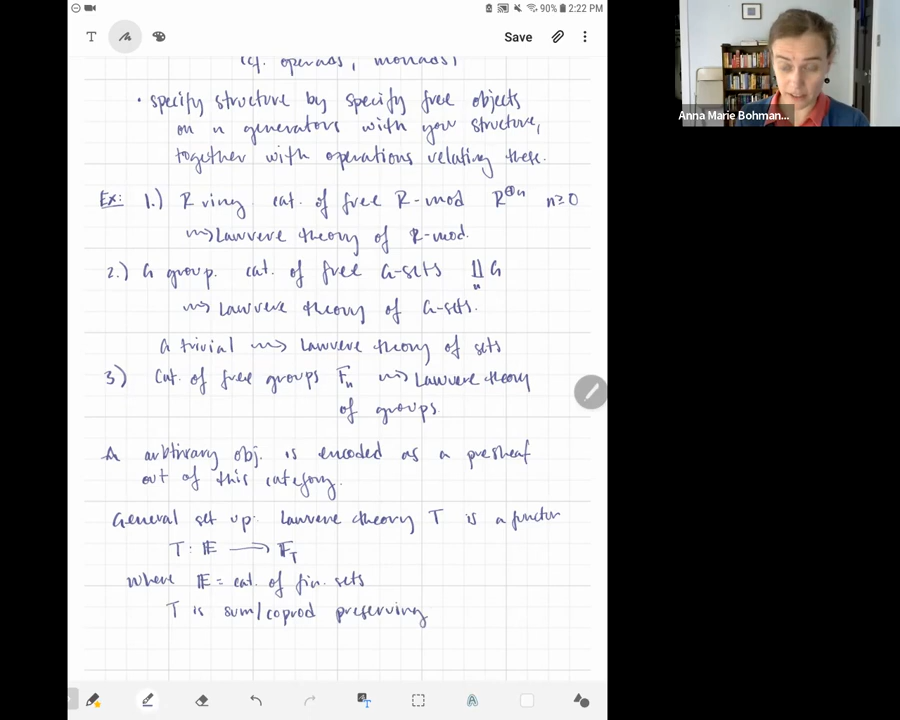 90% 2:22 PM
T Save
(cf. operads, monads)
Anna Marie Bohman...
• specify structure by specify free objects
on n generators with your structure,
together with operations relating these.
Ex: 1.) R ring cat. of free R-mod R^{⊕n} n≥0
⇝ Lawvere theory of R-mod.
2.) G group. cat. of free G-sets ∐_n G
⇝ Lawvere theory of G-sets.
G trivial ⇝ Lawvere theory of sets
3) Cat. of free groups F_n ⇝ Lawvere theory
of groups.
A arbitrary obj. is encoded as a presheaf
out of this category.
General set up: Lawvere theory T is a functor
T: 𝔼 ⟶ 𝔽_T
where 𝔼 = cat. of fin. sets
T is sum/coprod preserving